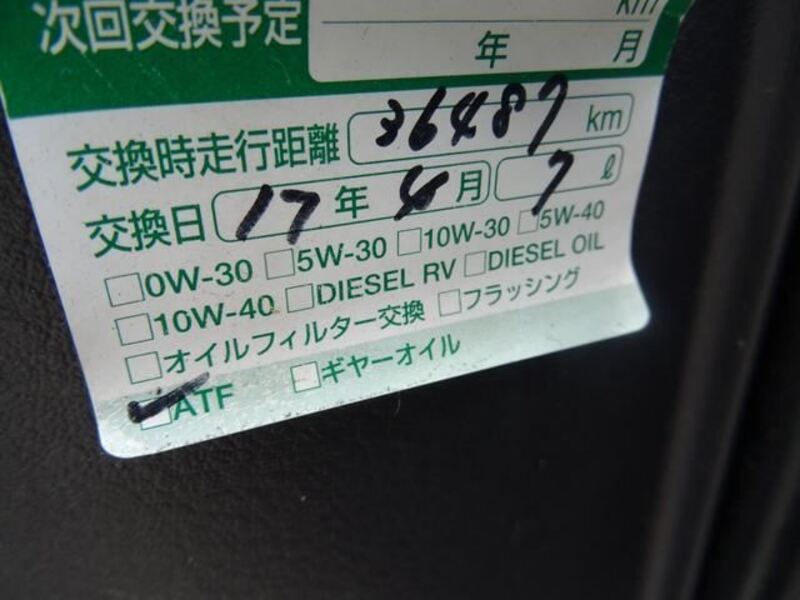 km
次回交換予定
年 月
交換時走行距離 36487 km
交換日 17年 4月 7 ℓ
□0W-30 □5W-30 □10W-30 □5W-40
□10W-40 □DIESEL RV □DIESEL OIL
□オイルフィルター交換 □フラッシング
☑ATF □ギヤーオイル